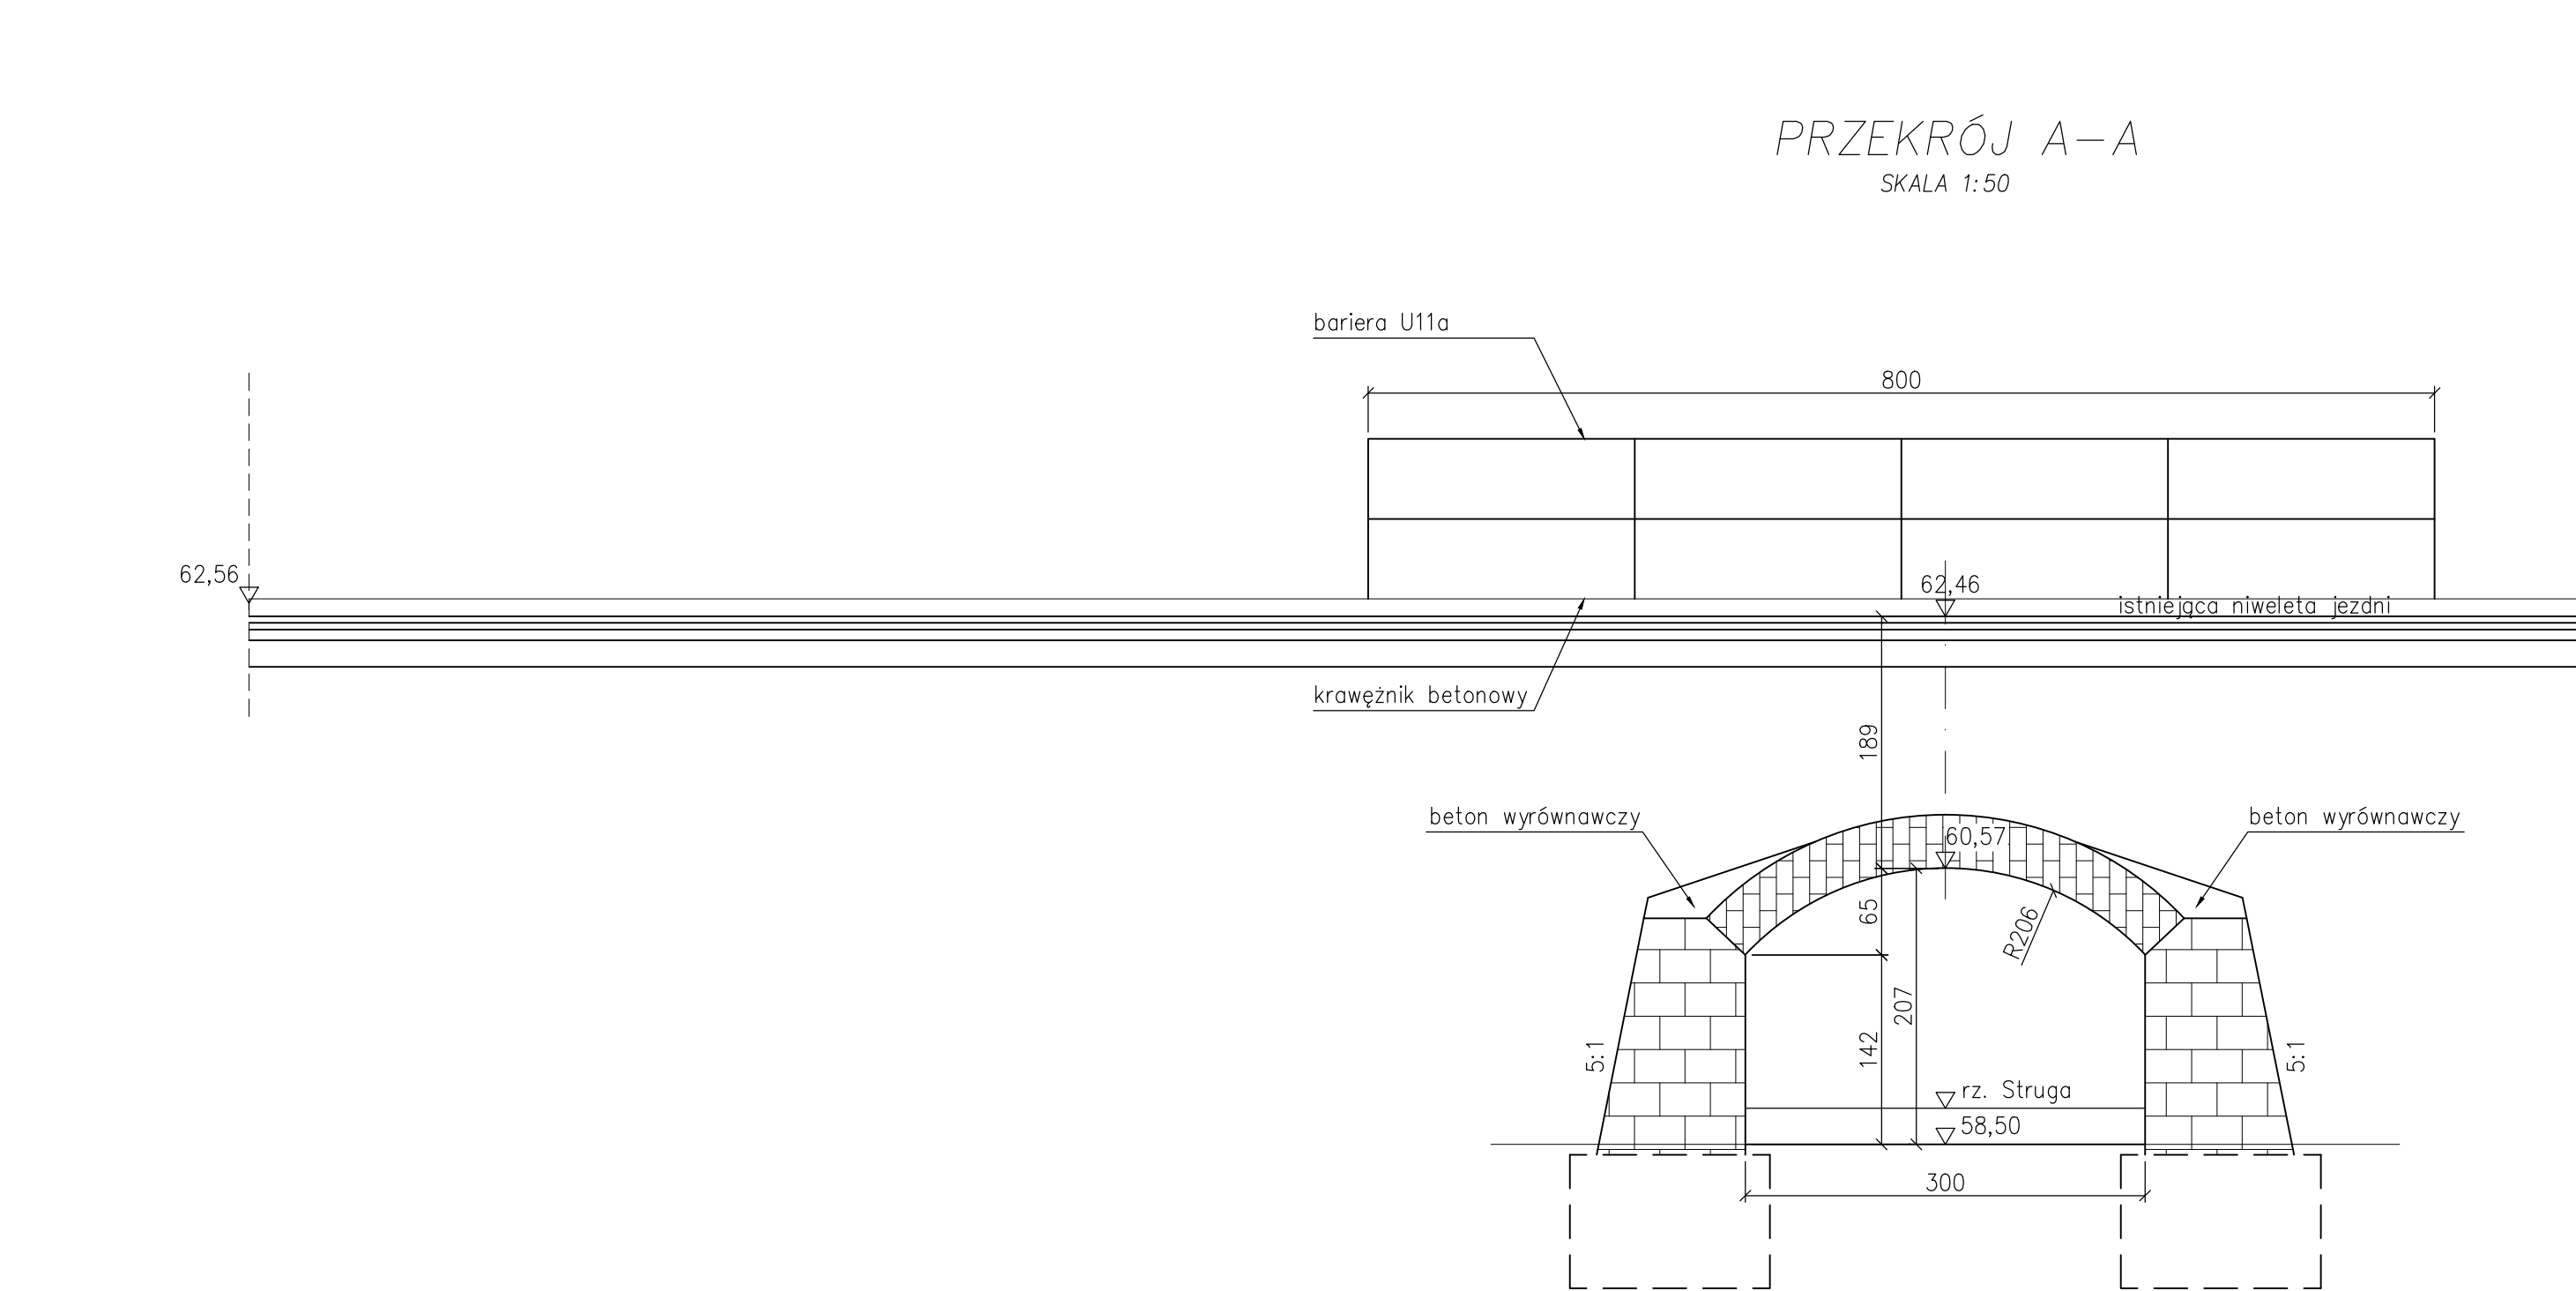 PRZEKRÓJ A-A
SKALA 1:50
bariera U11a
800
62,56
62,46
istniejąca niweleta jezdni
krawężnik betonowy
189
beton wyrównawczy
60,57
beton wyrównawczy
65
R206
207
142
5:1
5:1
rz. Struga
58,50
300